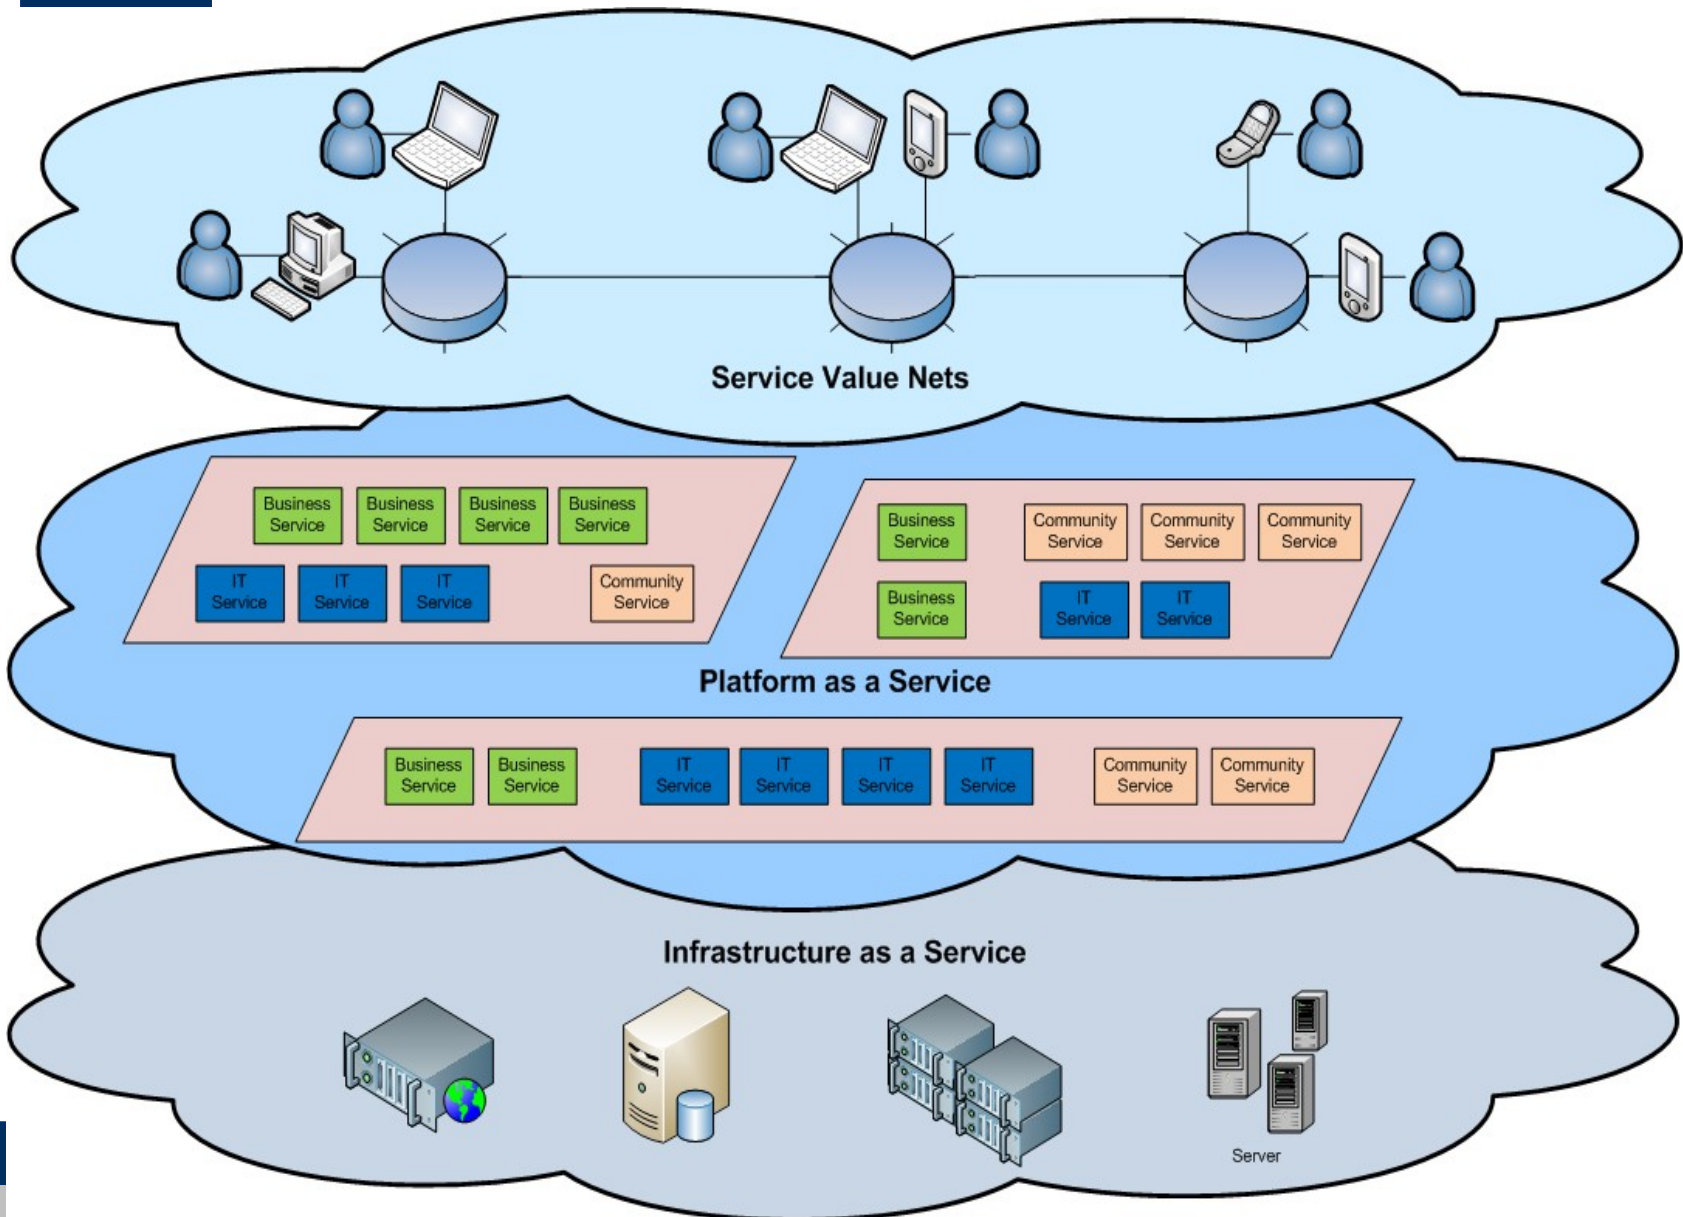 Service Value Nets
Business
Service
Business
Service
Business
Service
Business
Service
IT
Service
IT
Service
IT
Service
Community
Service
Business
Service
Community
Service
Community
Service
Community
Service
Business
Service
IT
Service
IT
Service
Platform as a Service
Business
Service
Business
Service
IT
Service
IT
Service
IT
Service
IT
Service
Community
Service
Community
Service
Infrastructure as a Service
Server